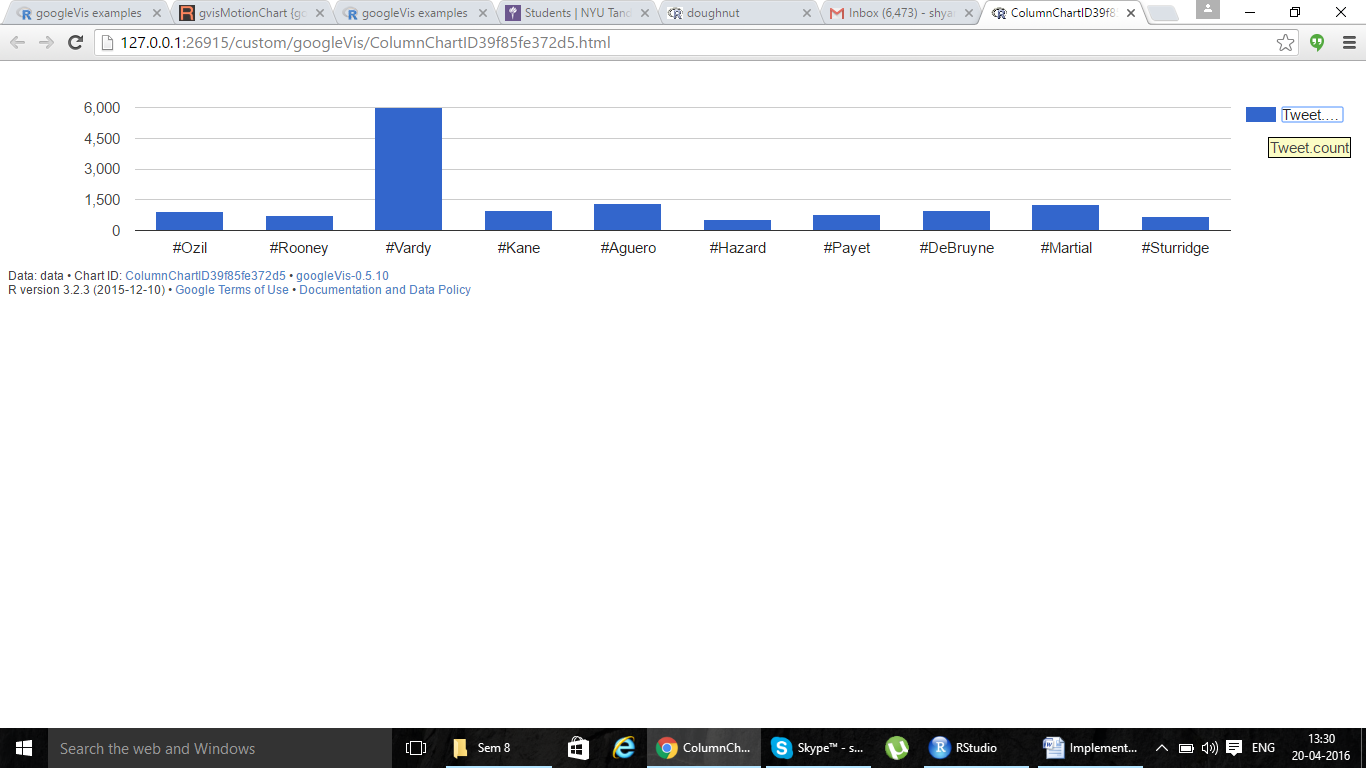 googleVis examples
gvisMotionChart {go
googleVis examples
Students | NYU Tand
doughnut
Inbox (6,473) - shya
ColumnChartID39f85
127.0.0.1:26915/custom/googleVis/ColumnChartID39f85fe372d5.html
6,000
4,500
3,000
1,500
0
Tweet.…
Tweet.count
#Ozil #Rooney #Vardy #Kane #Aguero #Hazard #Payet #DeBruyne #Martial #Sturridge
Data: data • Chart ID: ColumnChartID39f85fe372d5 • googleVis-0.5.10
R version 3.2.3 (2015-12-10) • Google Terms of Use • Documentation and Data Policy
Search the web and Windows
Sem 8
ColumnCh...
Skype™ - s...
RStudio
Implement...
ENG
13:30
20-04-2016